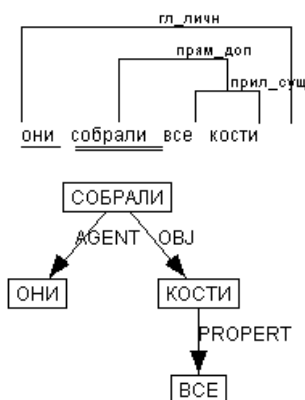 гл_личн
прям_доп
прил_сущ
они собрали все кости
СОБРАЛИ
AGENT OBJ
ОНИ КОСТИ
PROPERT
ВСЕ